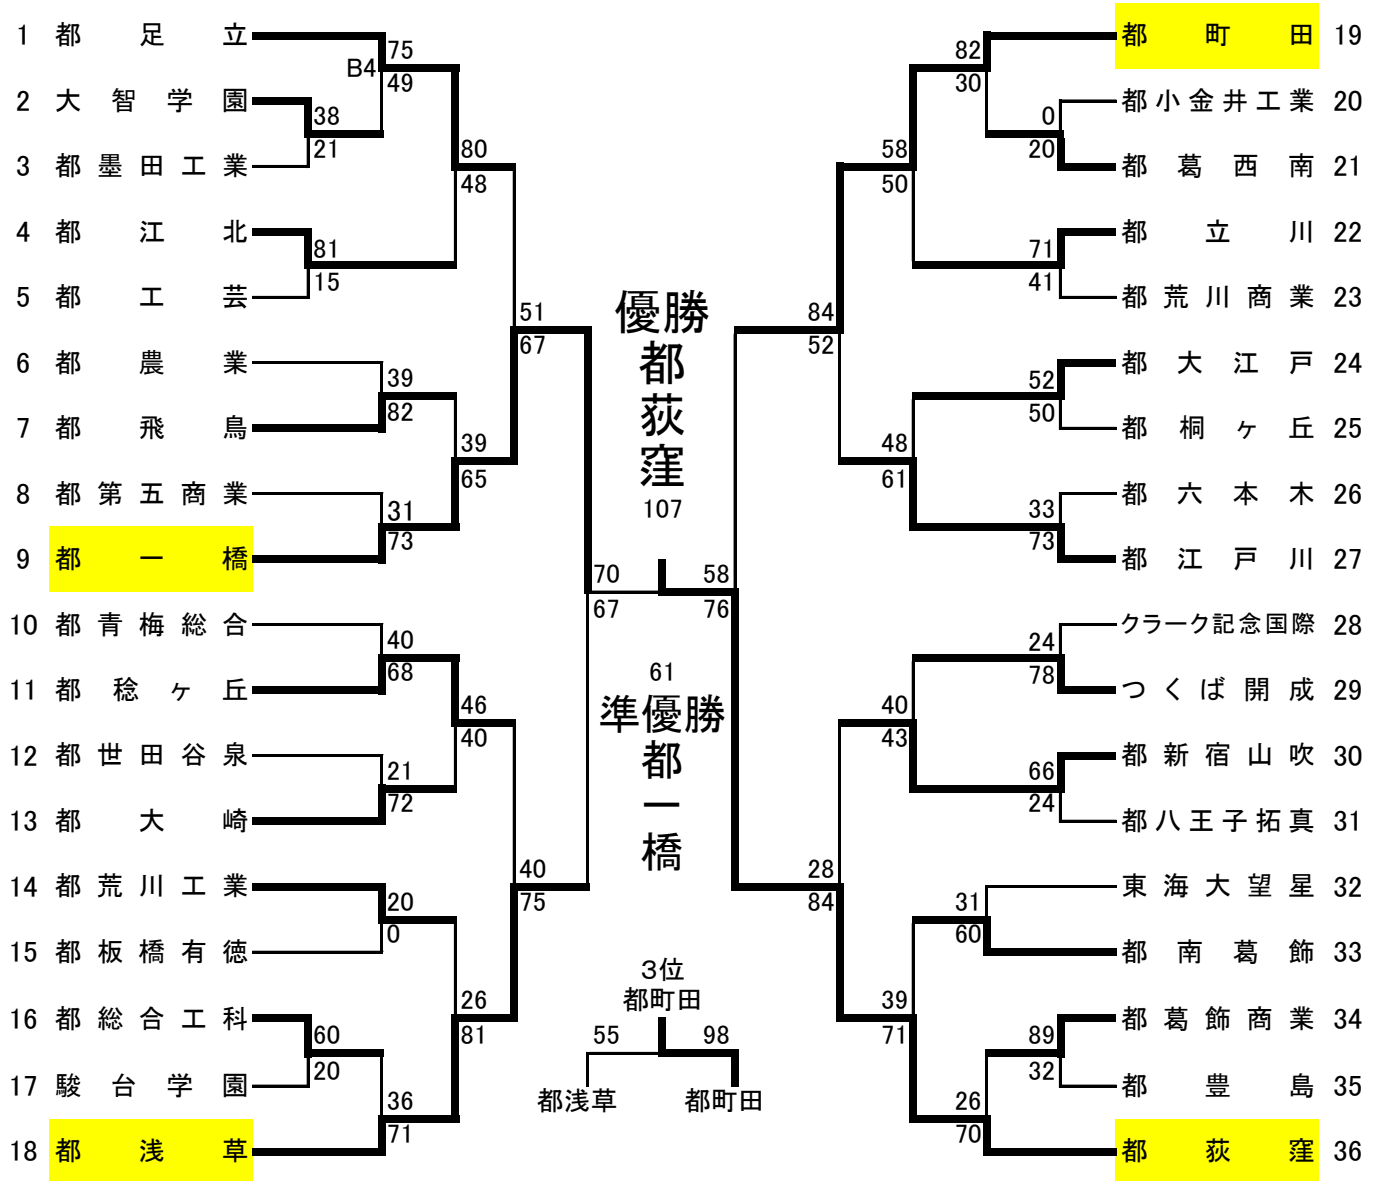 1 都足立
2 大智学園
3 都墨田工業
4 都江北
5 都工芸
6 都農業
7 都飛鳥
8 都第五商業
9 都一橋
10 都青梅総合
11 都稔ヶ丘
12 都世田谷泉
13 都大崎
14 都荒川工業
15 都板橋有徳
16 都総合工科
17 駿台学園
18 都浅草
B4
75
49
38
21
81
15
39
82
31
73
40
68
21
72
20
0
60
20
36
71
80
48
39
65
46
40
26
81
51
67
40
75
70
67
優勝
都荻窪
107
61
準優勝
都一橋
3位
都町田
55
98
都浅草
都町田
58
76
84
52
28
84
58
50
48
61
40
43
39
71
82
30
0
20
71
41
52
50
33
73
24
78
66
24
31
60
89
32
26
70
都町田 19
都小金井工業 20
都葛西南 21
都立川 22
都荒川商業 23
都大江戸 24
都桐ヶ丘 25
都六本木 26
都江戸川 27
クラーク記念国際 28
つくば開成 29
都新宿山吹 30
都八王子拓真 31
東海大望星 32
都南葛飾 33
都葛飾商業 34
都豊島 35
都荻窪 36